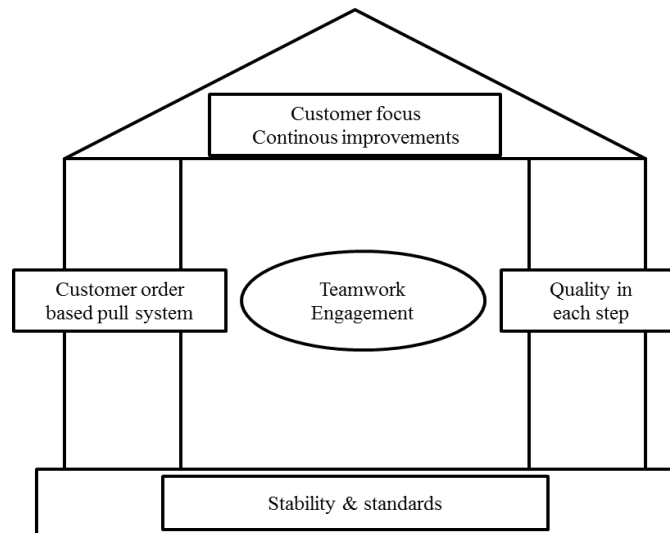 Customer focus
Continous improvements
Customer order
based pull system
Teamwork
Engagement
Quality in
each step
Stability & standards